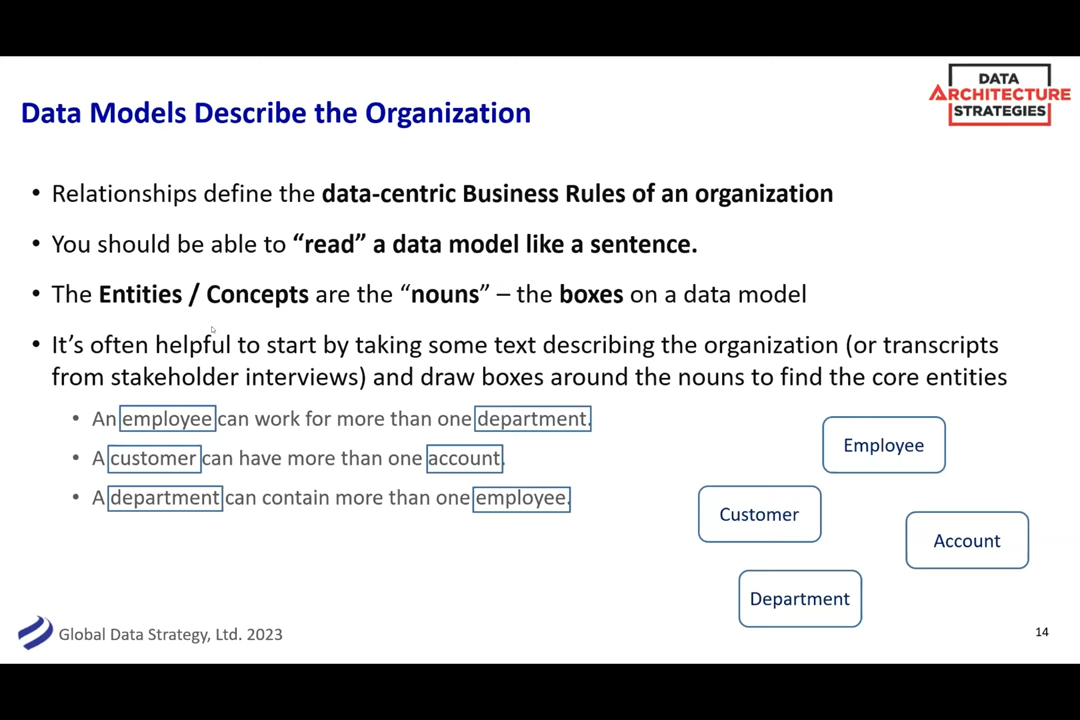 DATA
ARCHITECTURE
STRATEGIES
Data Models Describe the Organization
• Relationships define the data-centric Business Rules of an organization
• You should be able to “read” a data model like a sentence.
• The Entities / Concepts are the “nouns” – the boxes on a data model
• It’s often helpful to start by taking some text describing the organization (or transcripts
from stakeholder interviews) and draw boxes around the nouns to find the core entities
• An employee can work for more than one department.
• A customer can have more than one account.
• A department can contain more than one employee.
Employee
Customer
Account
Department
Global Data Strategy, Ltd. 2023
14